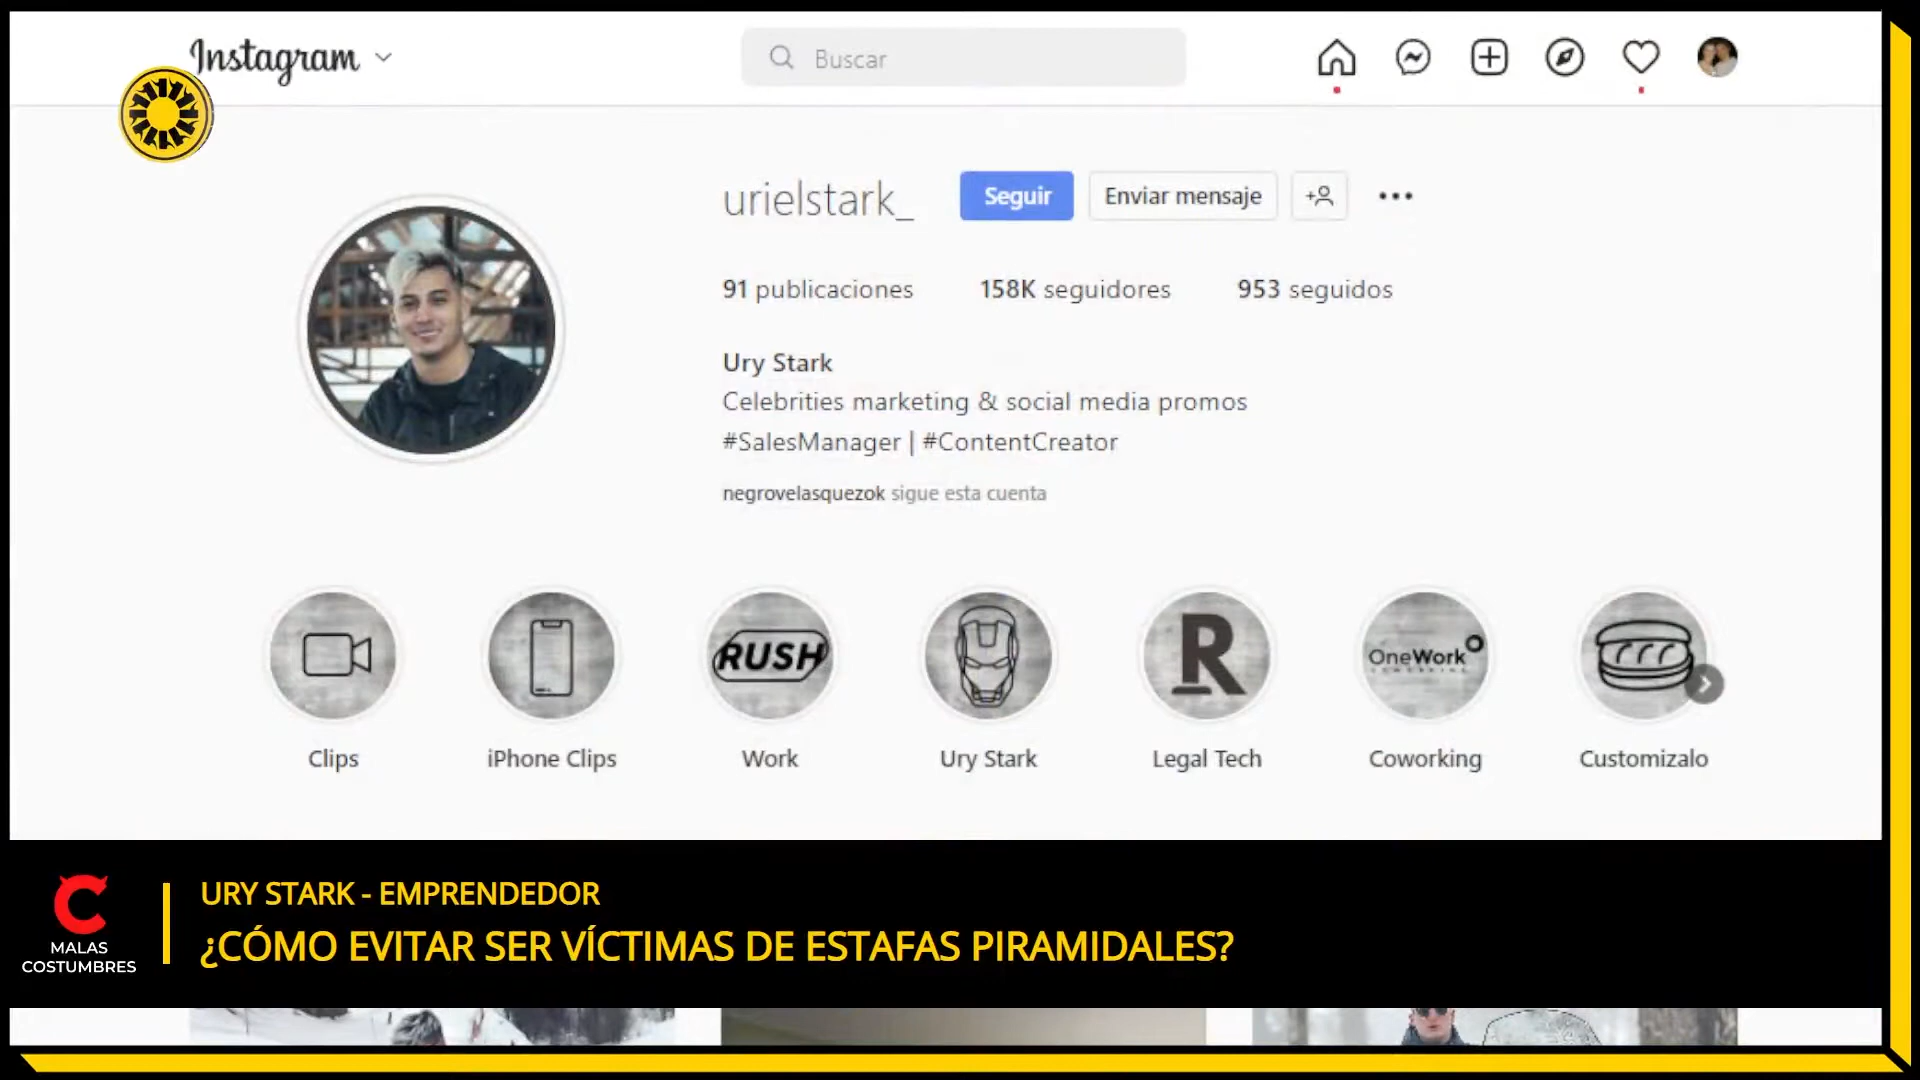 Instagram
Buscar
urielstark_
Seguir
Enviar mensaje
91 publicaciones
158K seguidores
953 seguidos
Ury Stark
Celebrities marketing & social media promos
#SalesManager | #ContentCreator
negrovelasquezok sigue esta cuenta
RUSH
R
OneWork
Clips
iPhone Clips
Work
Ury Stark
Legal Tech
Coworking
Customizalo
C
MALAS
COSTUMBRES
URY STARK - EMPRENDEDOR
¿CÓMO EVITAR SER VÍCTIMAS DE ESTAFAS PIRAMIDALES?